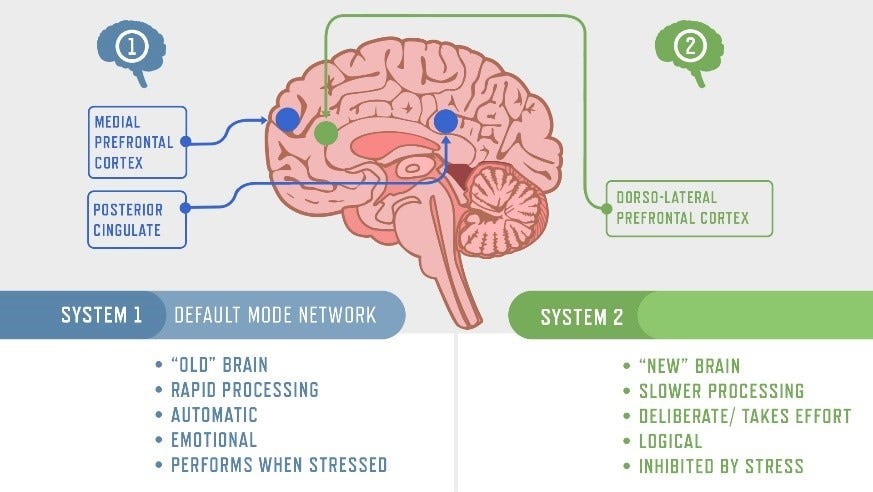 1
2
MEDIAL
PREFRONTAL
CORTEX
POSTERIOR
CINGULATE
DORSO-LATERAL
PREFRONTAL CORTEX
SYSTEM 1 DEFAULT MODE NETWORK
• “OLD” BRAIN
• RAPID PROCESSING
• AUTOMATIC
• EMOTIONAL
• PERFORMS WHEN STRESSED
SYSTEM 2
• “NEW” BRAIN
• SLOWER PROCESSING
• DELIBERATE/ TAKES EFFORT
• LOGICAL
• INHIBITED BY STRESS